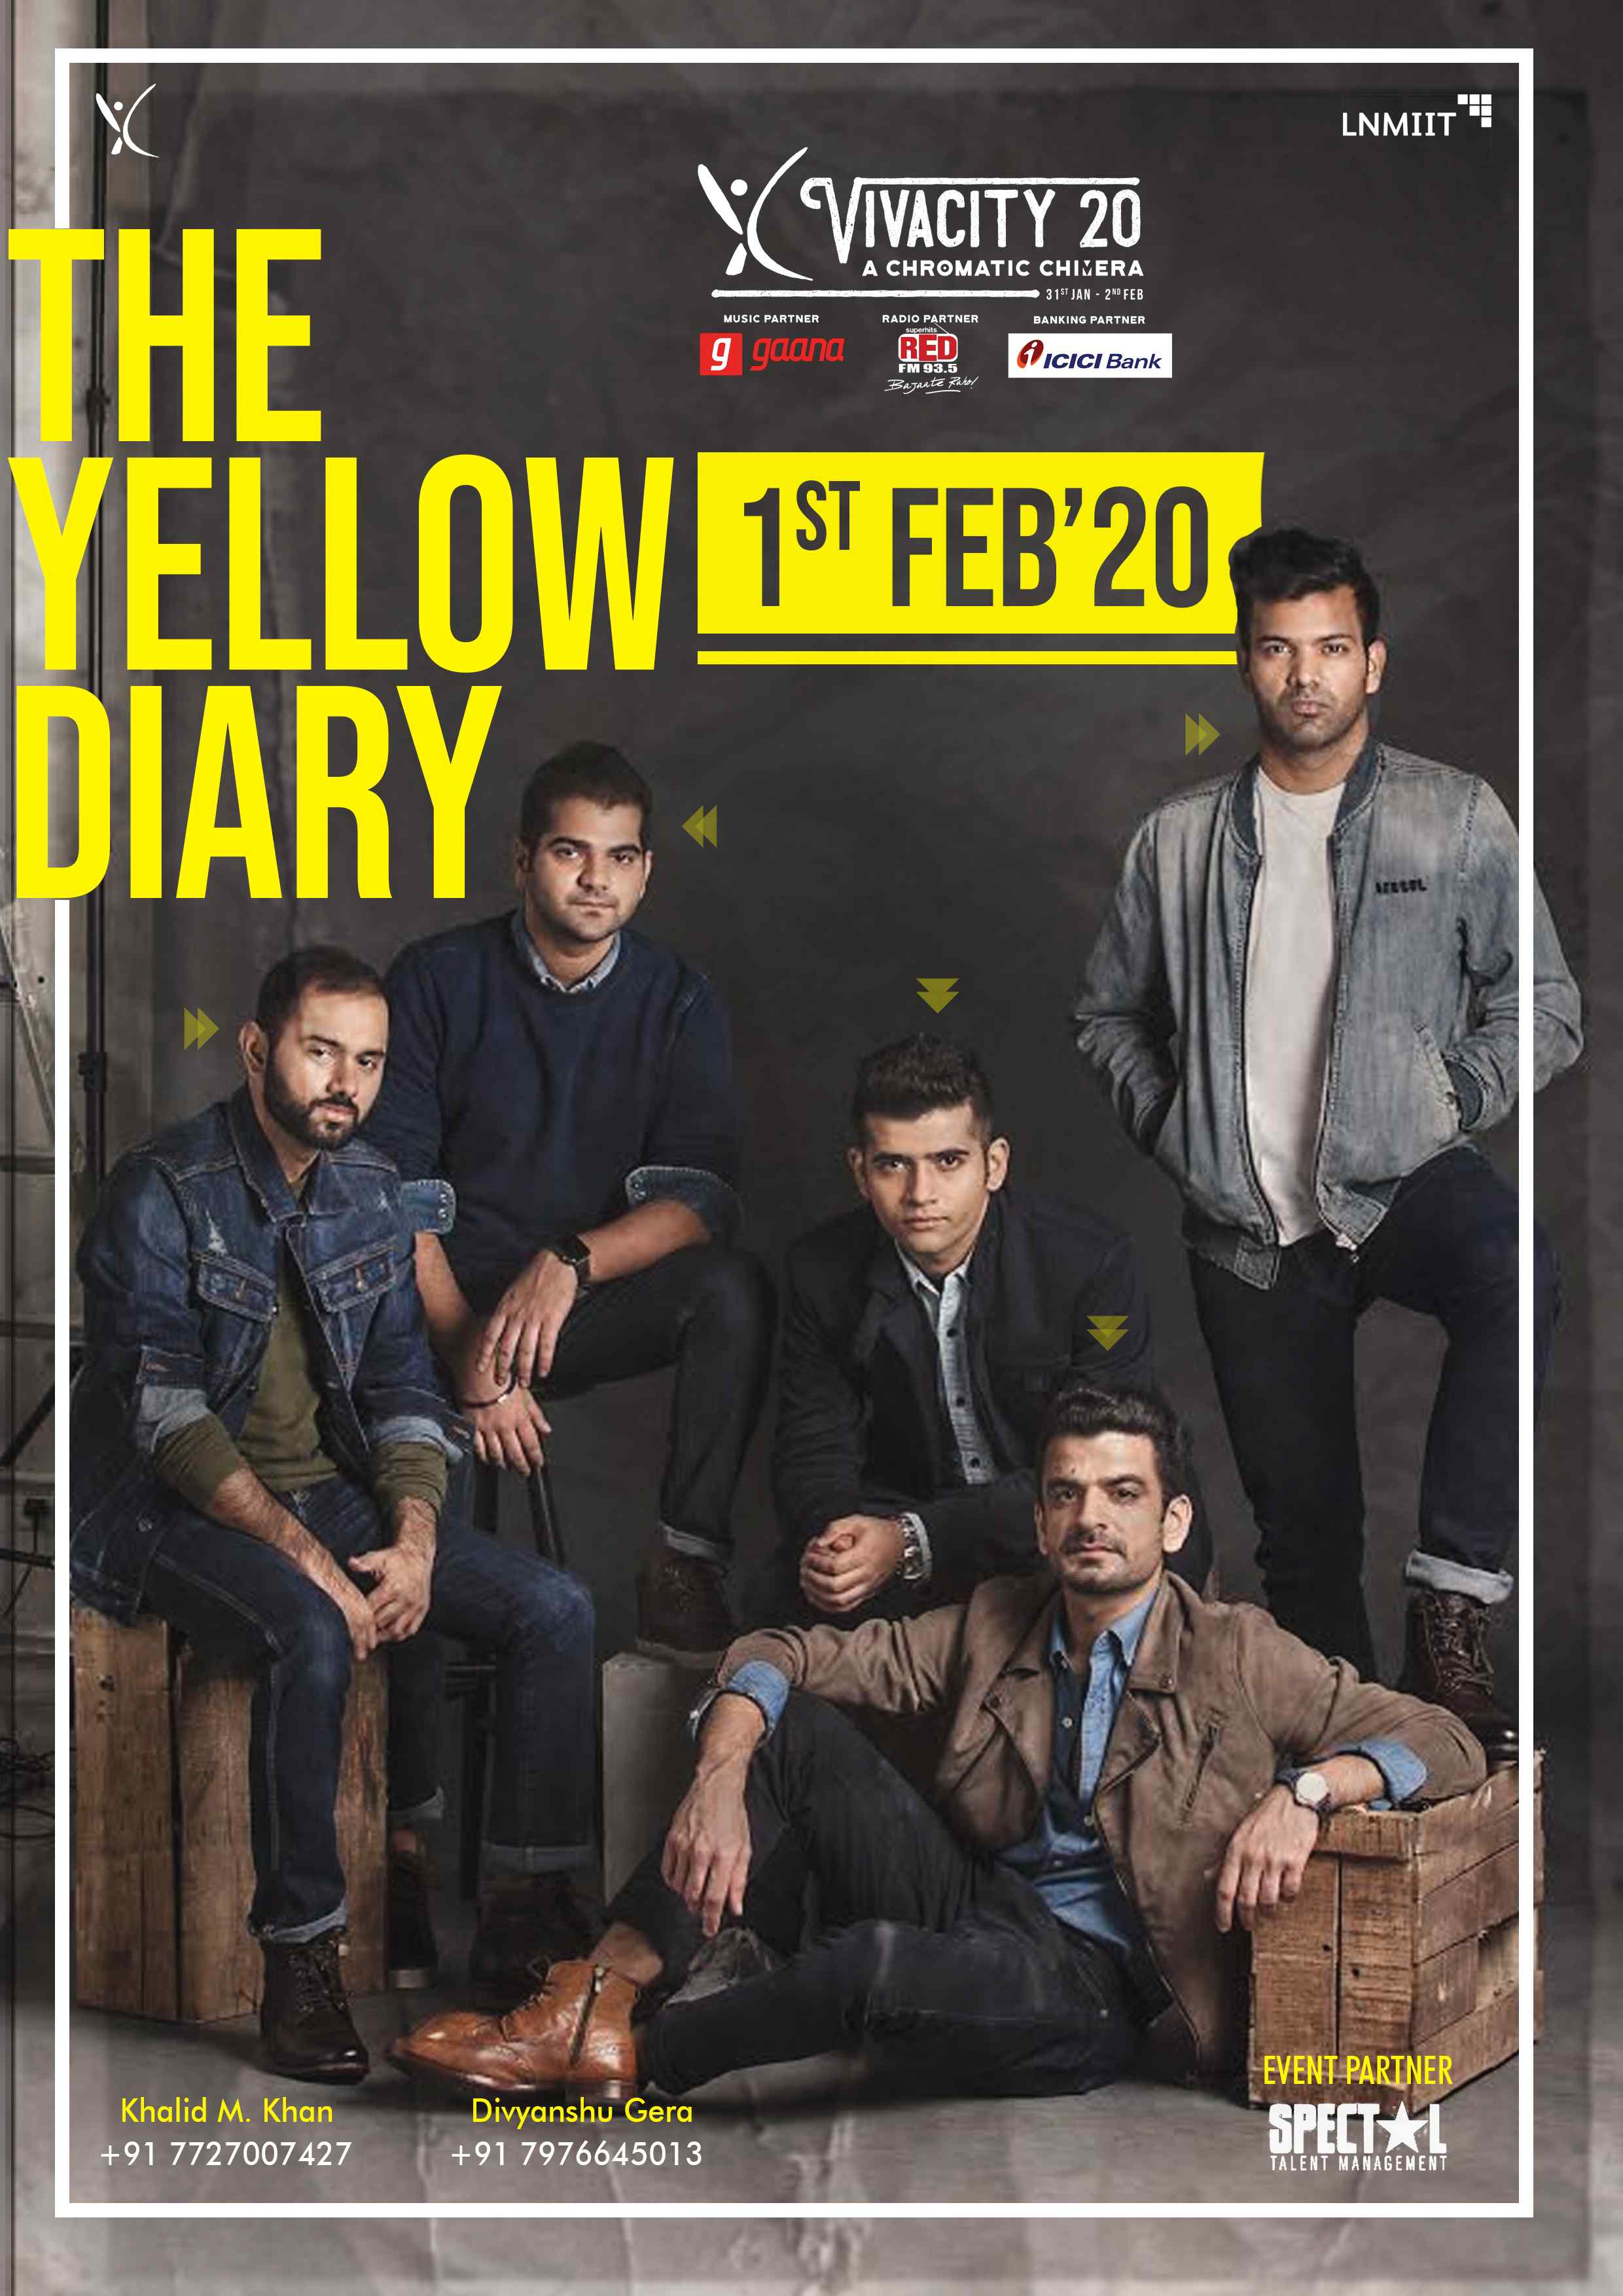 LNMIIT
VIVACITY 20
A CHROMATIC CHIMERA
31ST JAN - 2ND FEB
MUSIC PARTNER
g gaana
RADIO PARTNER
superhits
RED
FM 93.5
Bajaate Raho!
BANKING PARTNER
ICICI Bank
THE
YELLOW
DIARY
1ST FEB'20
EVENT PARTNER
SPECTAL
TALENT MANAGEMENT
Khalid M. Khan
+91 7727007427
Divyanshu Gera
+91 7976645013